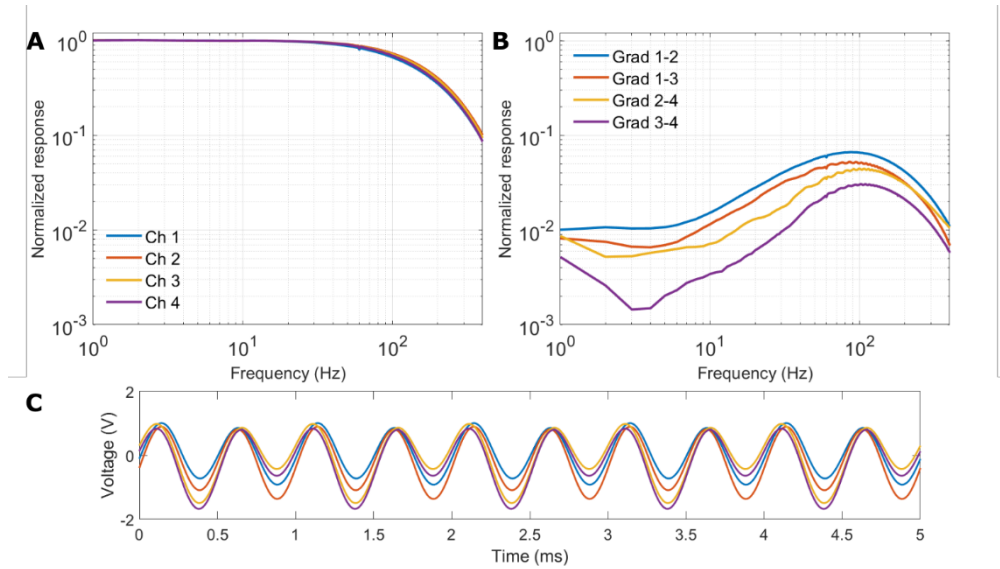 A
Normalized response
10^0
10^-1
10^-2
10^-3
Ch 1
Ch 2
Ch 3
Ch 4
10^0 10^1 10^2
Frequency (Hz)
B
Normalized response
10^0
10^-1
10^-2
10^-3
Grad 1-2
Grad 1-3
Grad 2-4
Grad 3-4
10^0 10^1 10^2
Frequency (Hz)
C
Voltage (V)
2
0
-2
0 0.5 1 1.5 2 2.5 3 3.5 4 4.5 5
Time (ms)